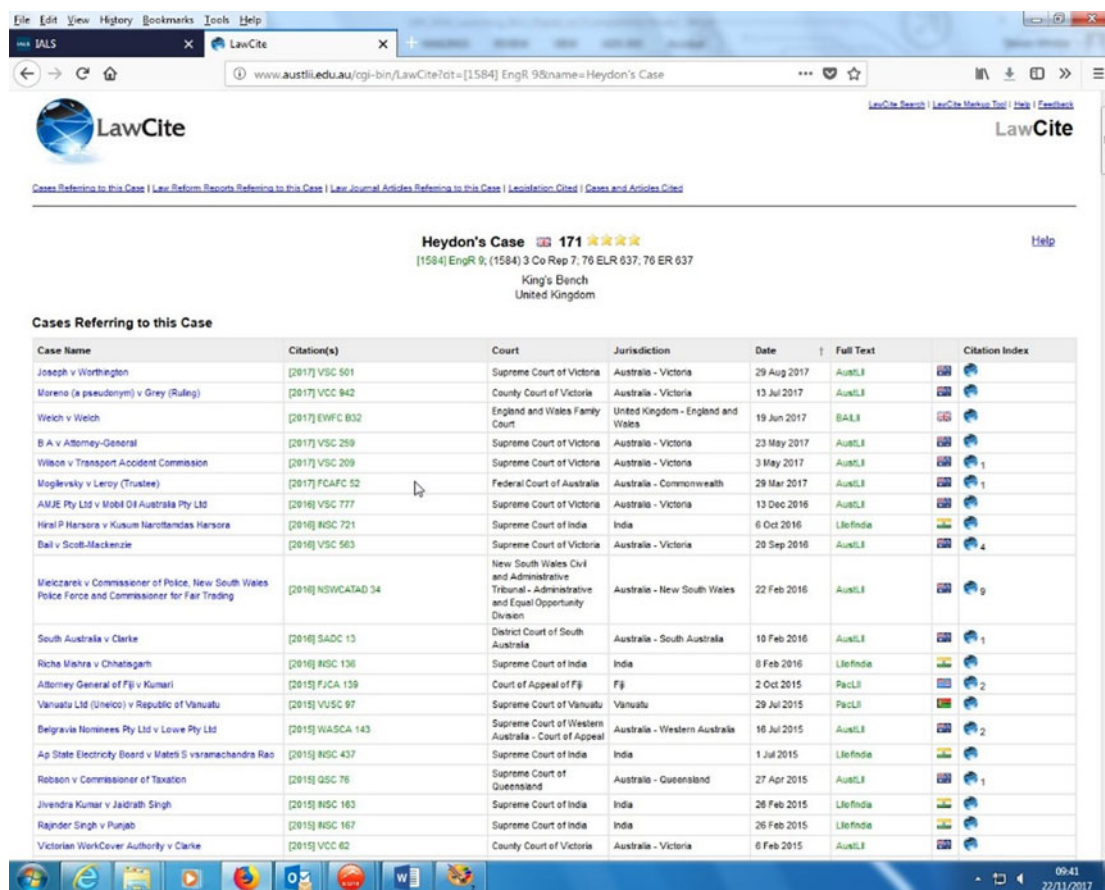 File Edit View History Bookmarks Tools Help
IALS
LawCite
www.austlii.edu.au/cgi-bin/LawCite?cit=[1584] EngR 9&name=Heydon's Case
LawCite Search | LawCite Markup Tool | Help | Feedback
LawCite
LawCite
Cases Referring to this Case | Law Reform Reports Referring to this Case | Law Journal Articles Referring to this Case | Legislation Cited | Cases and Articles Cited
Heydon's Case 171
Help
[1584] EngR 9; (1584) 3 Co Rep 7; 76 ELR 637; 76 ER 637
King's Bench
United Kingdom
Cases Referring to this Case
Case Name Citation(s) Court Jurisdiction Date ↑ Full Text Citation Index
Joseph v Worthington [2017] VSC 501 Supreme Court of Victoria Australia - Victoria 29 Aug 2017 AustLII
Moreno (a pseudonym) v Grey (Ruling) [2017] VCC 942 County Court of Victoria Australia - Victoria 13 Jul 2017 AustLII
Welch v Welch [2017] EWFC B32 England and Wales Family Court United Kingdom - England and Wales 19 Jun 2017 BAILII
B A v Attorney-General [2017] VSC 259 Supreme Court of Victoria Australia - Victoria 23 May 2017 AustLII
Wilson v Transport Accident Commission [2017] VSC 209 Supreme Court of Victoria Australia - Victoria 3 May 2017 AustLII 1
Mogilevsky v Leroy (Trustee) [2017] FCAFC 52 Federal Court of Australia Australia - Commonwealth 29 Mar 2017 AustLII 1
AMJE Pty Ltd v Mobil Oil Australia Pty Ltd [2016] VSC 777 Supreme Court of Victoria Australia - Victoria 13 Dec 2016 AustLII
Hiral P Harsora v Kusum Narottamdas Harsora [2016] INSC 721 Supreme Court of India India 6 Oct 2016 LIIofIndia
Bail v Scott-Mackenzie [2016] VSC 563 Supreme Court of Victoria Australia - Victoria 20 Sep 2016 AustLII 4
Mielczarek v Commissioner of Police, New South Wales Police Force and Commissioner for Fair Trading [2016] NSWCATAD 34 New South Wales Civil and Administrative Tribunal - Administrative and Equal Opportunity Division Australia - New South Wales 22 Feb 2016 AustLII 9
South Australia v Clarke [2016] SADC 13 District Court of South Australia Australia - South Australia 10 Feb 2016 AustLII 1
Richa Mishra v Chhatisgarh [2016] INSC 136 Supreme Court of India India 8 Feb 2016 LIIofIndia
Attorney General of Fiji v Kumari [2015] FJCA 139 Court of Appeal of Fiji Fiji 2 Oct 2015 PacLII 2
Vanuatu Ltd (Unelco) v Republic of Vanuatu [2015] VUSC 97 Supreme Court of Vanuatu Vanuatu 29 Jul 2015 PacLII
Belgravia Nominees Pty Ltd v Lowe Pty Ltd [2015] WASCA 143 Supreme Court of Western Australia - Court of Appeal Australia - Western Australia 16 Jul 2015 AustLII 2
Ap State Electricity Board v Mateti S vsramachandra Rao [2015] INSC 437 Supreme Court of India India 1 Jul 2015 LIIofIndia
Robson v Commissioner of Taxation [2015] QSC 76 Supreme Court of Queensland Australia - Queensland 27 Apr 2015 AustLII 1
Jivendra Kumar v Jaidrath Singh [2015] INSC 163 Supreme Court of India India 26 Feb 2015 LIIofIndia
Rajinder Singh v Punjab [2015] INSC 167 Supreme Court of India India 26 Feb 2015 LIIofIndia
Victorian WorkCover Authority v Clarke [2015] VCC 62 County Court of Victoria Australia - Victoria 6 Feb 2015 AustLII
09:41
22/11/2017